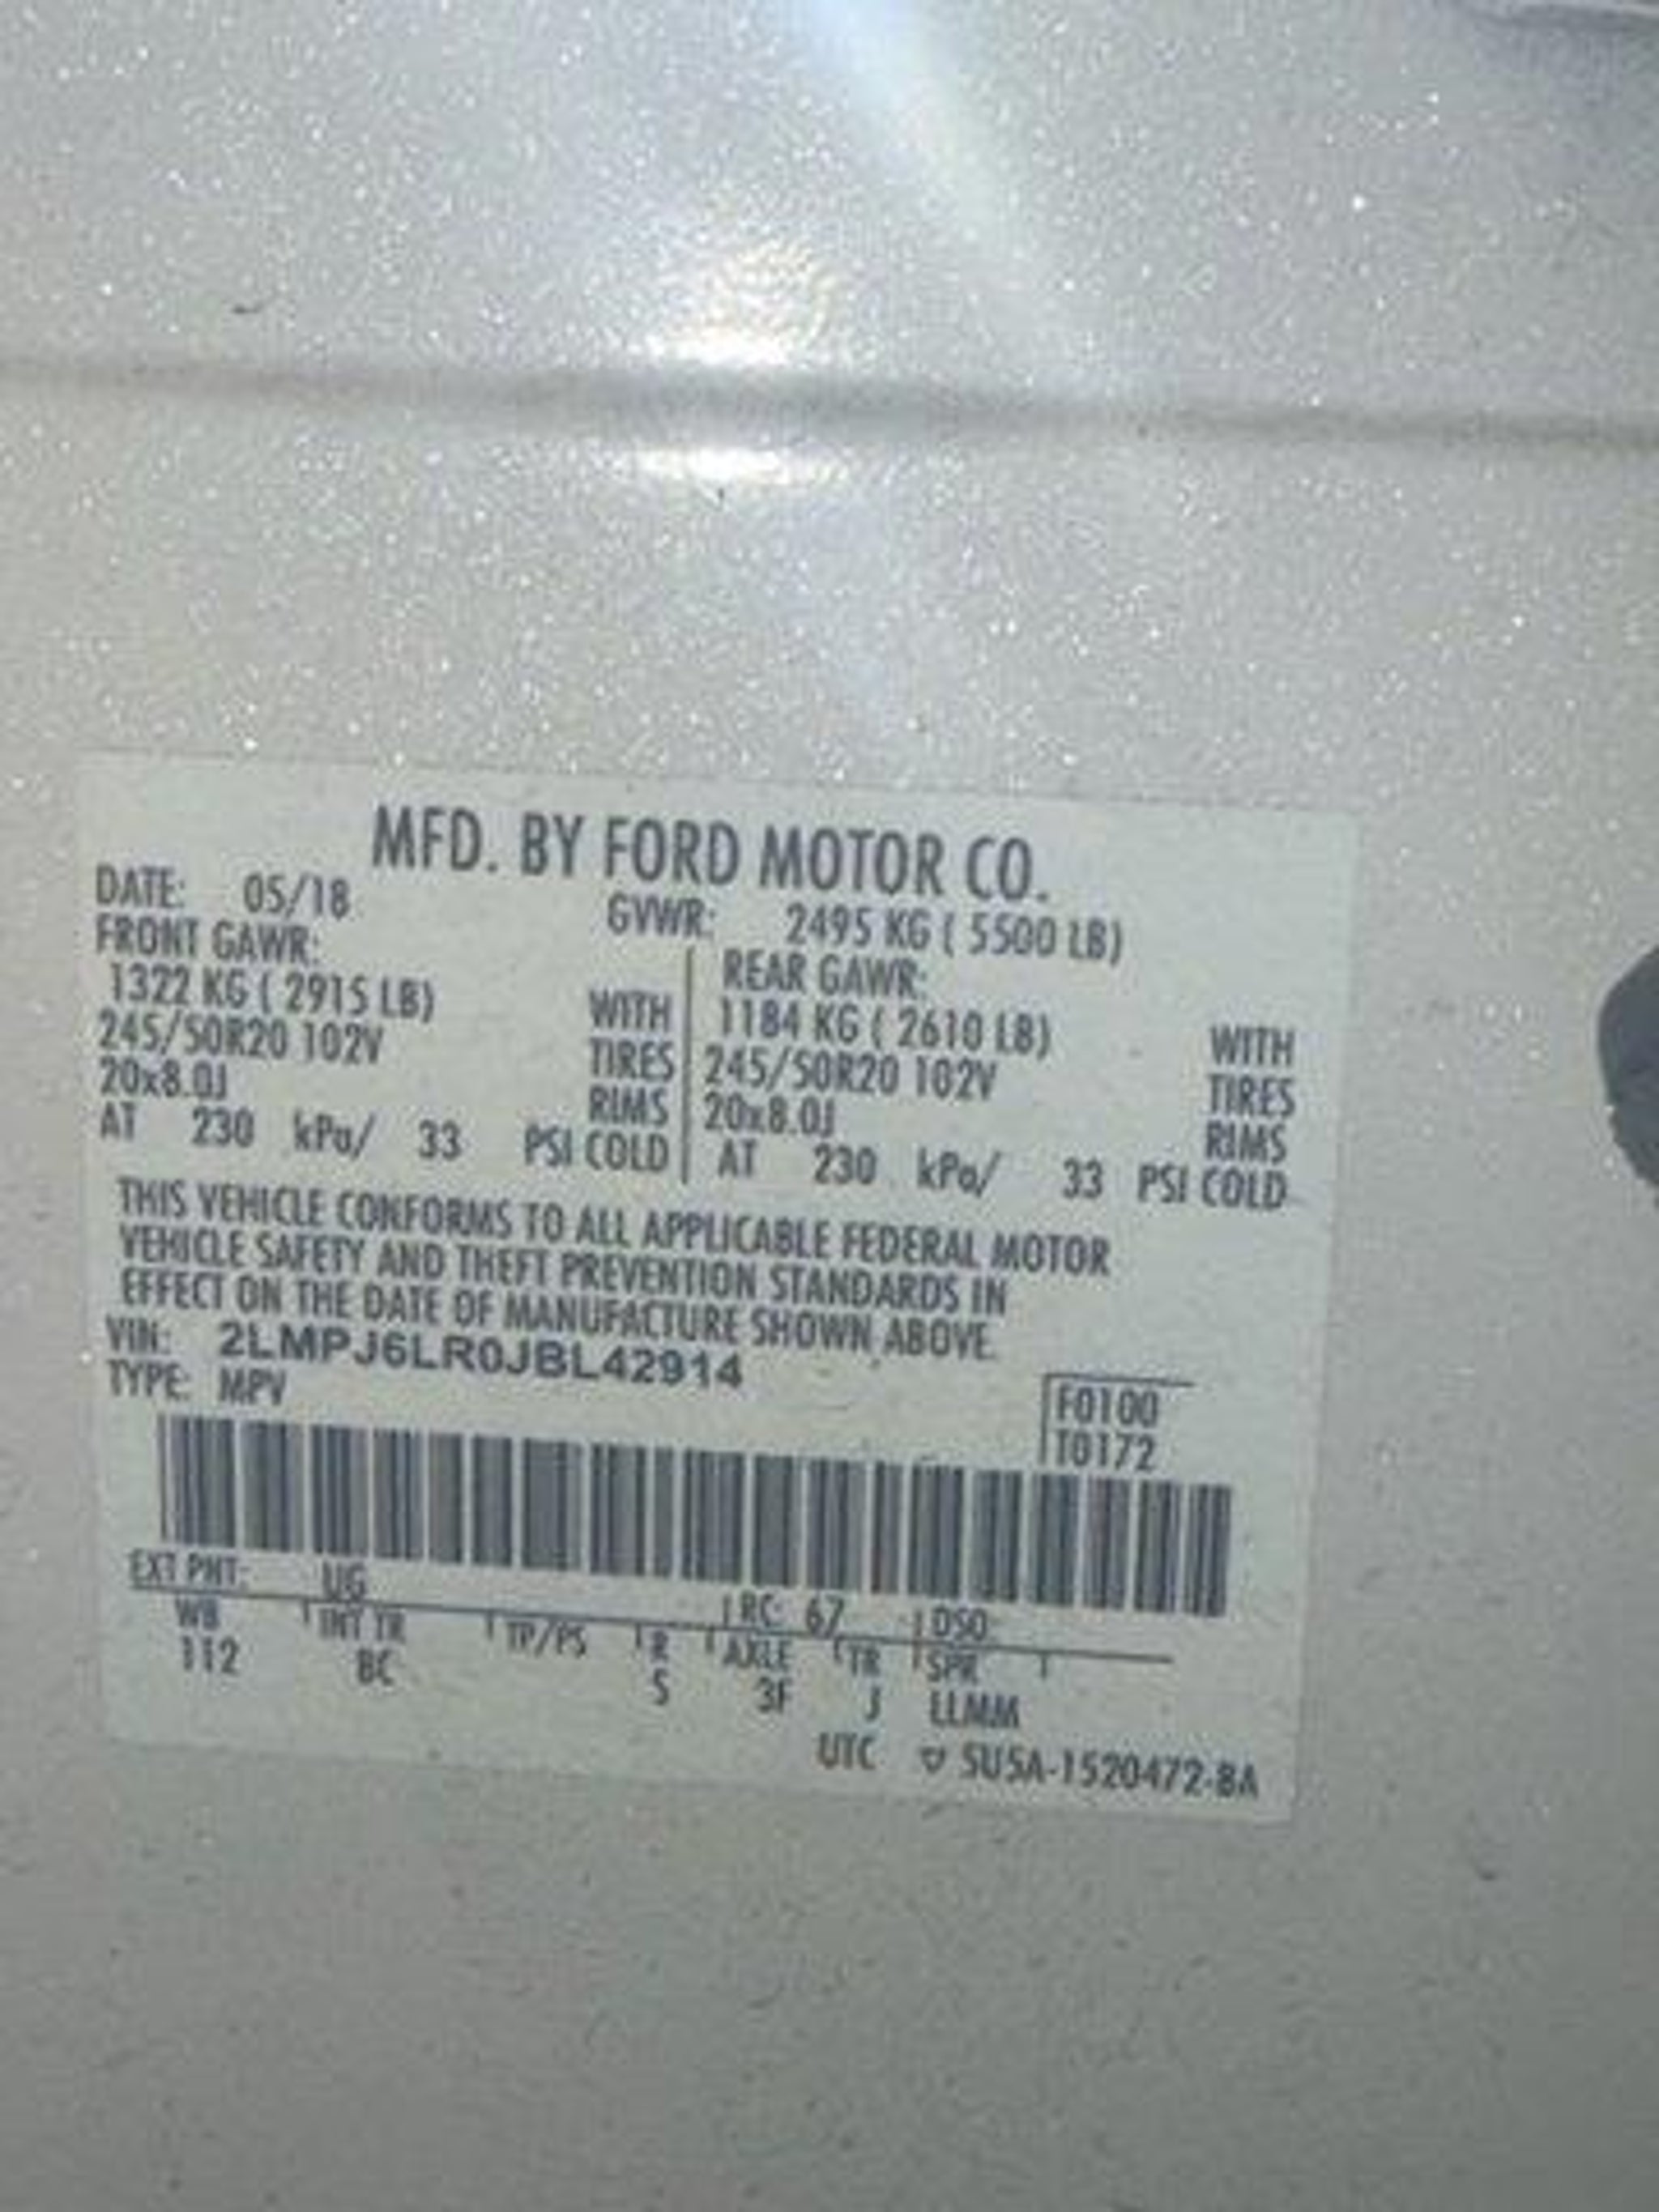 MFD. BY FORD MOTOR CO.
DATE: 05/18 GVWR: 2495 KG ( 5500 LB)
FRONT GAWR: REAR GAWR:
1322 KG ( 2915 LB) WITH 1184 KG ( 2610 LB) WITH
245/50R20 102V TIRES 245/50R20 102V TIRES
20x8.0J RIMS 20x8.0J RIMS
AT 230 kPa/ 33 PSI COLD AT 230 kPa/ 33 PSI COLD
THIS VEHICLE CONFORMS TO ALL APPLICABLE FEDERAL MOTOR
VEHICLE SAFETY AND THEFT PREVENTION STANDARDS IN
EFFECT ON THE DATE OF MANUFACTURE SHOWN ABOVE.
VIN: 2LMPJ6LR0JBL42914
TYPE: MPV
F0100
T0172
EXT PNT: UG RC: 67 DSO:
WB INT TR TP/PS R AXLE TR SPR
112 BC S 3F J LLMM
UTC ▽ 5U5A-1520472-BA